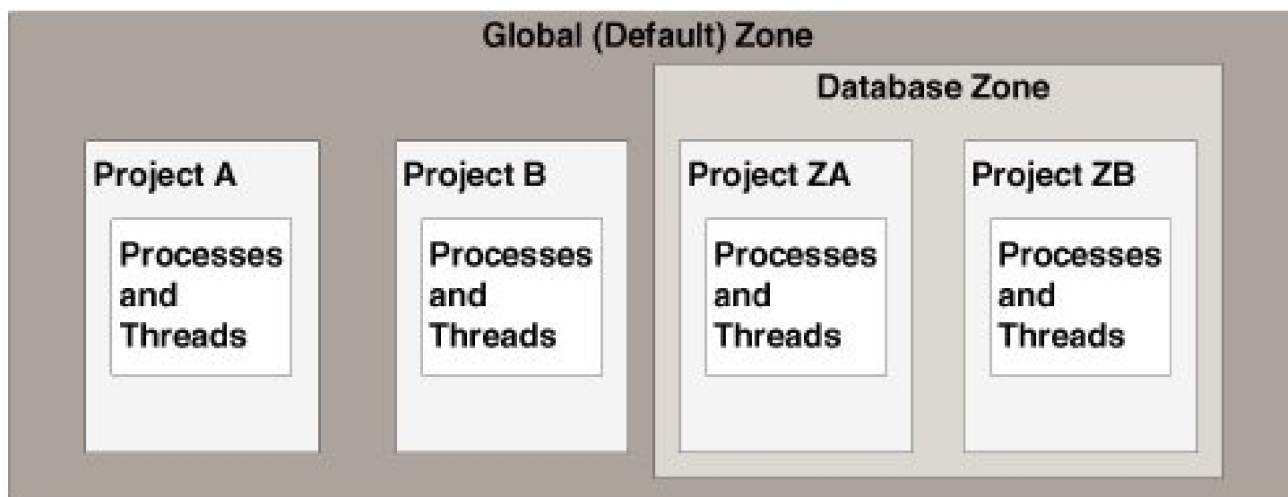 Global (Default) Zone
Database Zone
Project A
Processes
and
Threads
Project B
Processes
and
Threads
Project ZA
Processes
and
Threads
Project ZB
Processes
and
Threads